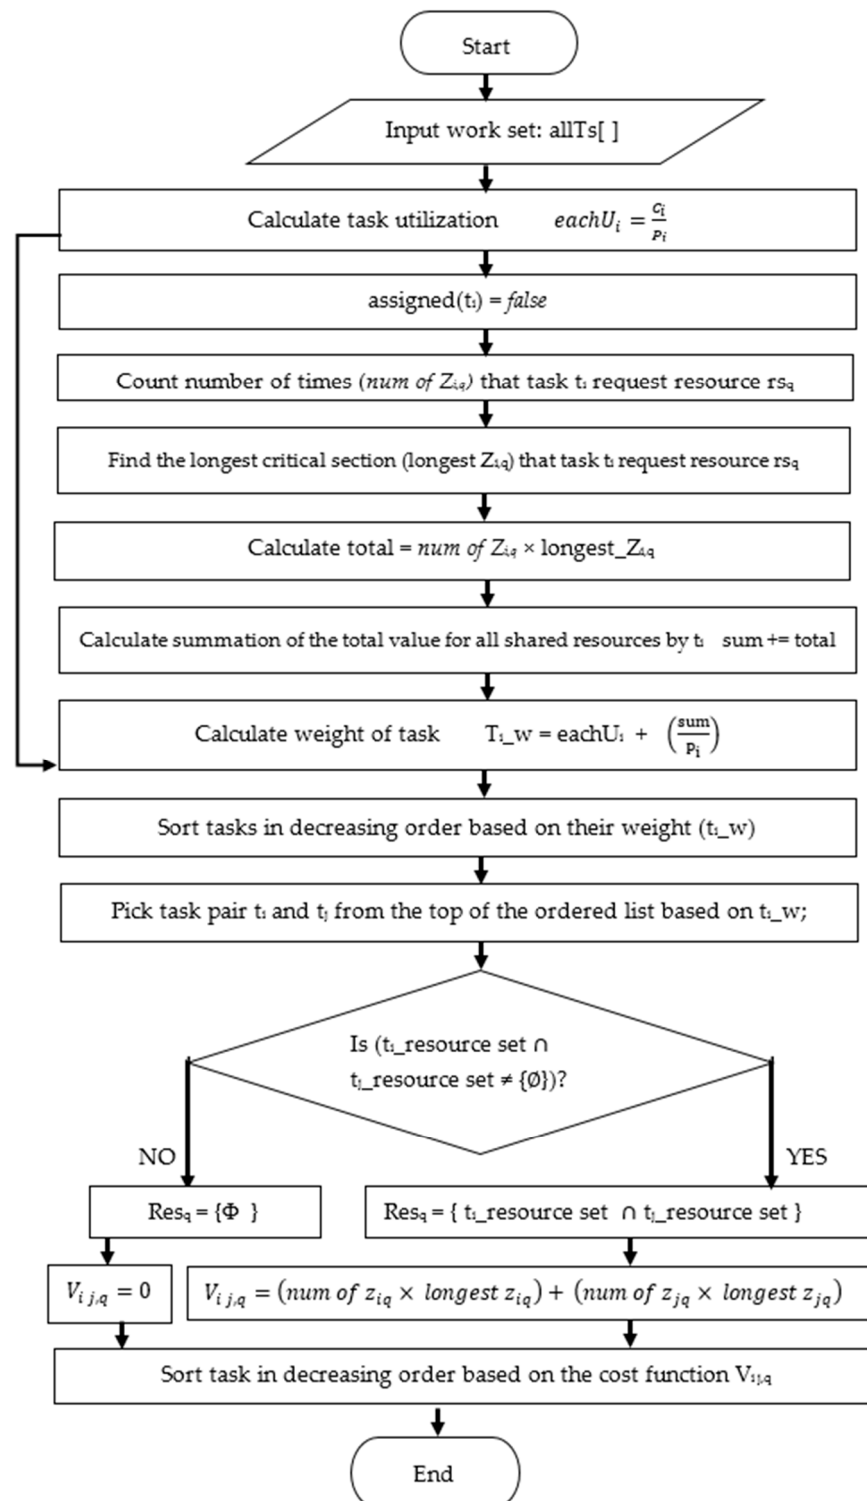 Start
Input work set: allTs[ ]
Calculate task utilization eachUᵢ = cᵢ/pᵢ
assigned(tᵢ) = false
Count number of times (num of Zᵢ,q) that task tᵢ request resource rsq
Find the longest critical section (longest Zᵢ,q) that task tᵢ request resource rsq
Calculate total = num of Zᵢ,q × longest_Zᵢ,q
Calculate summation of the total value for all shared resources by tᵢ sum += total
Calculate weight of task Tᵢ_w = eachUᵢ + (sum/pᵢ)
Sort tasks in decreasing order based on their weight (tᵢ_w)
Pick task pair tᵢ and tⱼ from the top of the ordered list based on tᵢ_w;
Is (tᵢ_resource set ∩
tⱼ_resource set ≠ {Ø})?
NO
YES
Resq = {Φ }
Resq = { tᵢ_resource set ∩ tⱼ_resource set }
Vᵢ ⱼ,q = 0
Vᵢ ⱼ,q = (num of zᵢq × longest zᵢq) + (num of zⱼq × longest zⱼq)
Sort task in decreasing order based on the cost function Vᵢⱼ,q
End